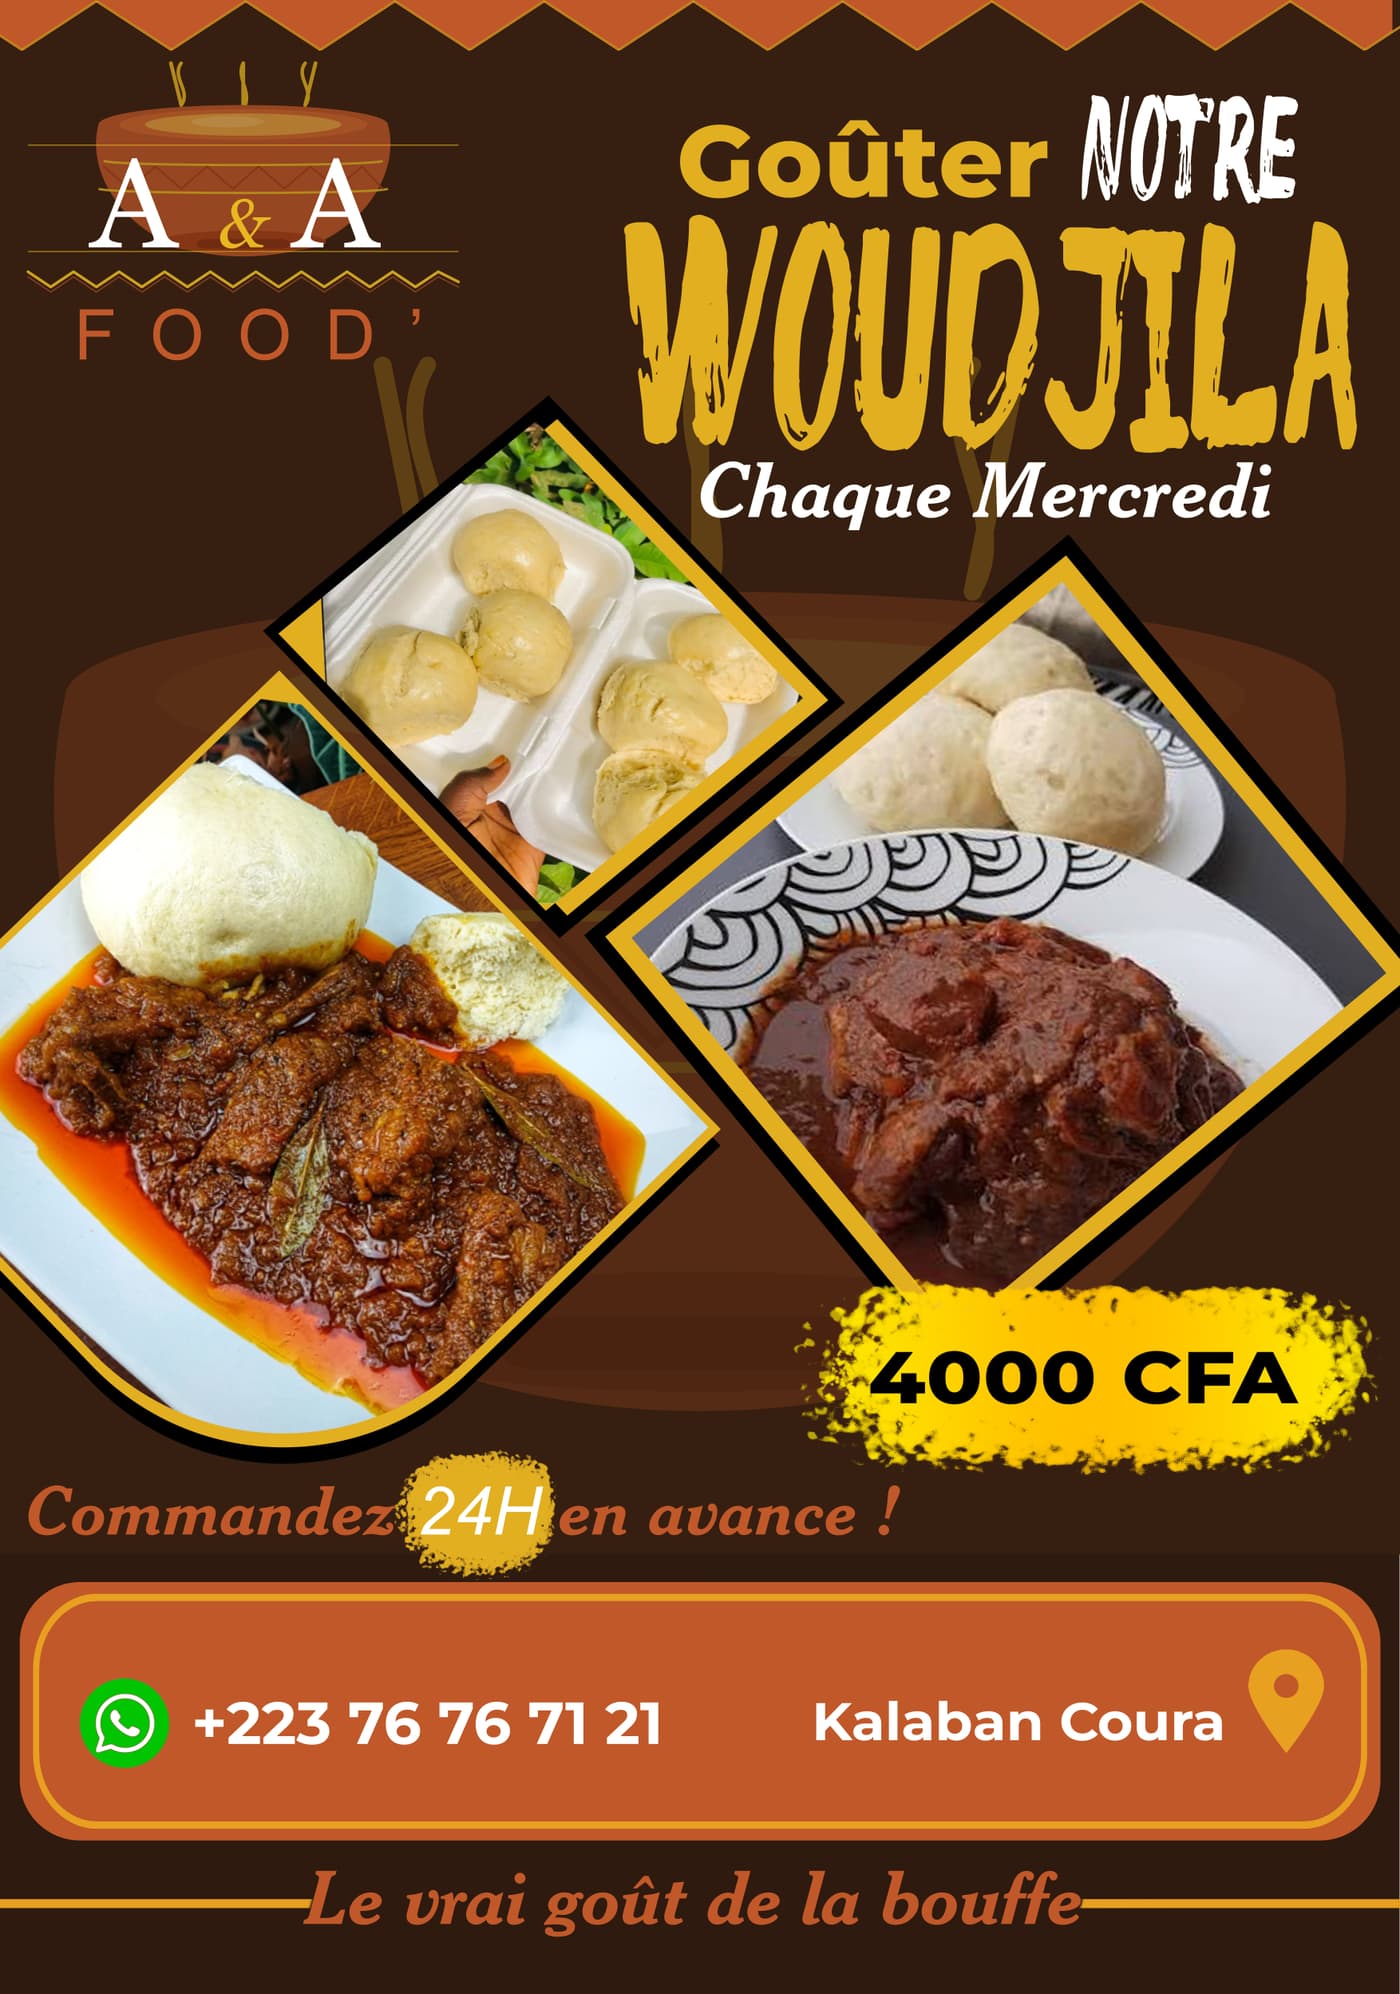 A & A
FOOD'
Goûter NOTRE
WOUDJILA
Chaque Mercredi
4000 CFA
Commandez 24H en avance !
+223 76 76 71 21
Kalaban Coura
Le vrai goût de la bouffe